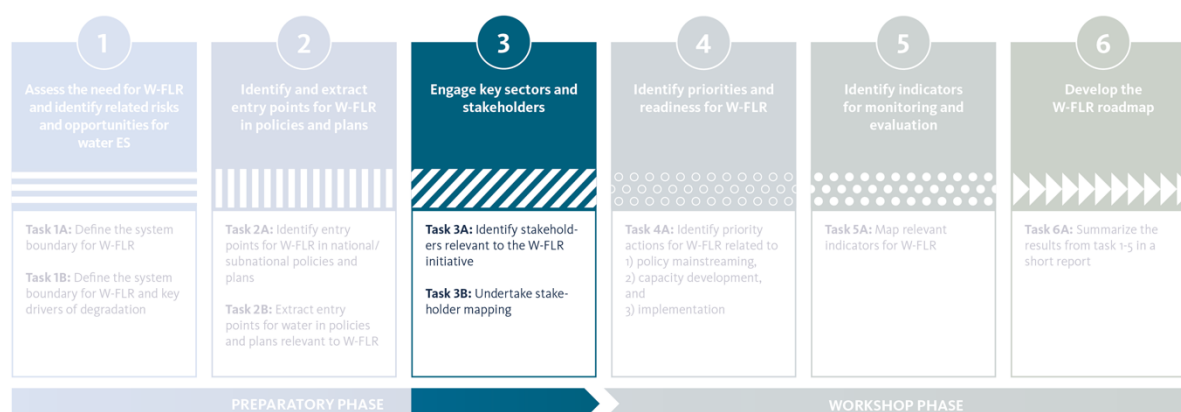 1
Assess the need for W-FLR
and identify related risks
and opportunities for
water ES
Task 1A: Define the system
boundary for W-FLR
Task 1B: Define the system
boundary for W-FLR and key
drivers of degradation
2
Identify and extract
entry points for W-FLR
in policies and plans
Task 2A: Identify entry
points for W-FLR in national/
subnational policies and
plans
Task 2B: Extract entry
points for water in policies
and plans relevant to W-FLR
3
Engage key sectors and
stakeholders
Task 3A: Identify stakehold-
ers relevant to the W-FLR
initiative
Task 3B: Undertake stake-
holder mapping
4
Identify priorities and
readiness for W-FLR
Task 4A: Identify priority
actions for W-FLR related to
1) policy mainstreaming,
2) capacity development,
and
3) implementation
5
Identify indicators
for monitoring and
evaluation
Task 5A: Map relevant
indicators for W-FLR
6
Develop the
W-FLR roadmap
Task 6A: Summarize the
results from task 1-5 in a
short report
PREPARATORY PHASE
WORKSHOP PHASE